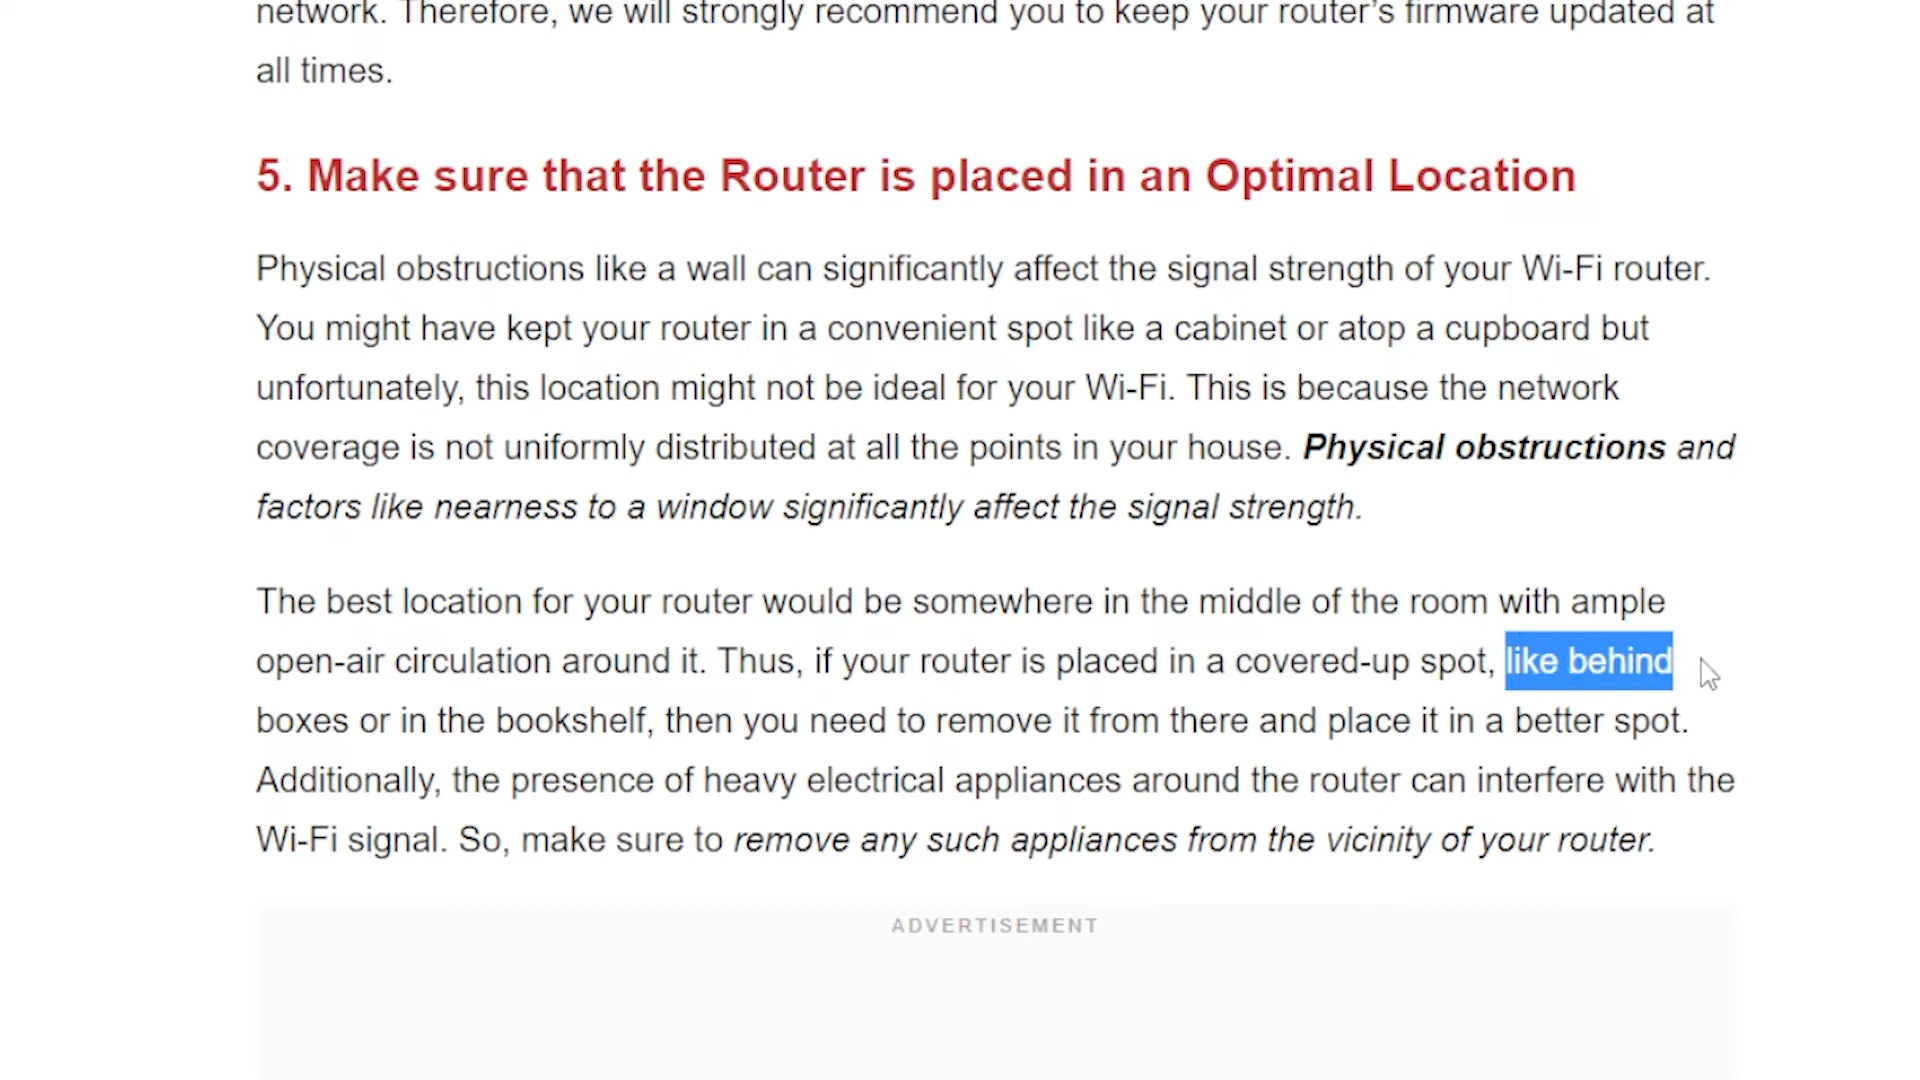 network. Therefore, we will strongly recommend you to keep your router's firmware updated at
all times.
5. Make sure that the Router is placed in an Optimal Location
Physical obstructions like a wall can significantly affect the signal strength of your Wi-Fi router.
You might have kept your router in a convenient spot like a cabinet or atop a cupboard but
unfortunately, this location might not be ideal for your Wi-Fi. This is because the network
coverage is not uniformly distributed at all the points in your house. Physical obstructions and
factors like nearness to a window significantly affect the signal strength.
The best location for your router would be somewhere in the middle of the room with ample
open-air circulation around it. Thus, if your router is placed in a covered-up spot, like behind
boxes or in the bookshelf, then you need to remove it from there and place it in a better spot.
Additionally, the presence of heavy electrical appliances around the router can interfere with the
Wi-Fi signal. So, make sure to remove any such appliances from the vicinity of your router.
ADVERTISEMENT